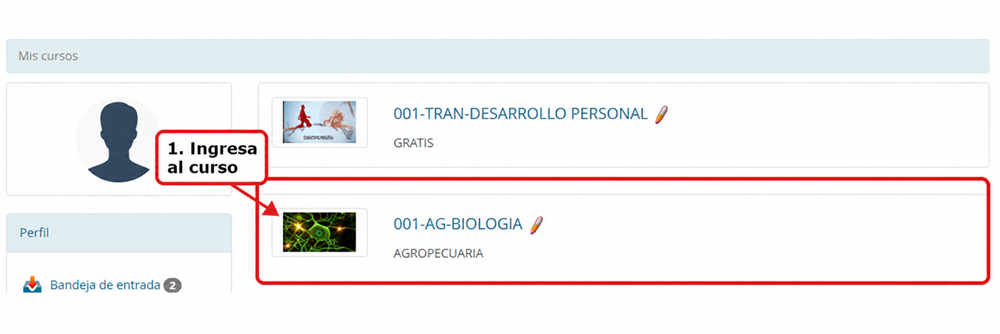 Mis cursos
001-TRAN-DESARROLLO PERSONAL
GRATIS
1. Ingresa
al curso
001-AG-BIOLOGIA
AGROPECUARIA
Perfil
Bandeja de entrada 2